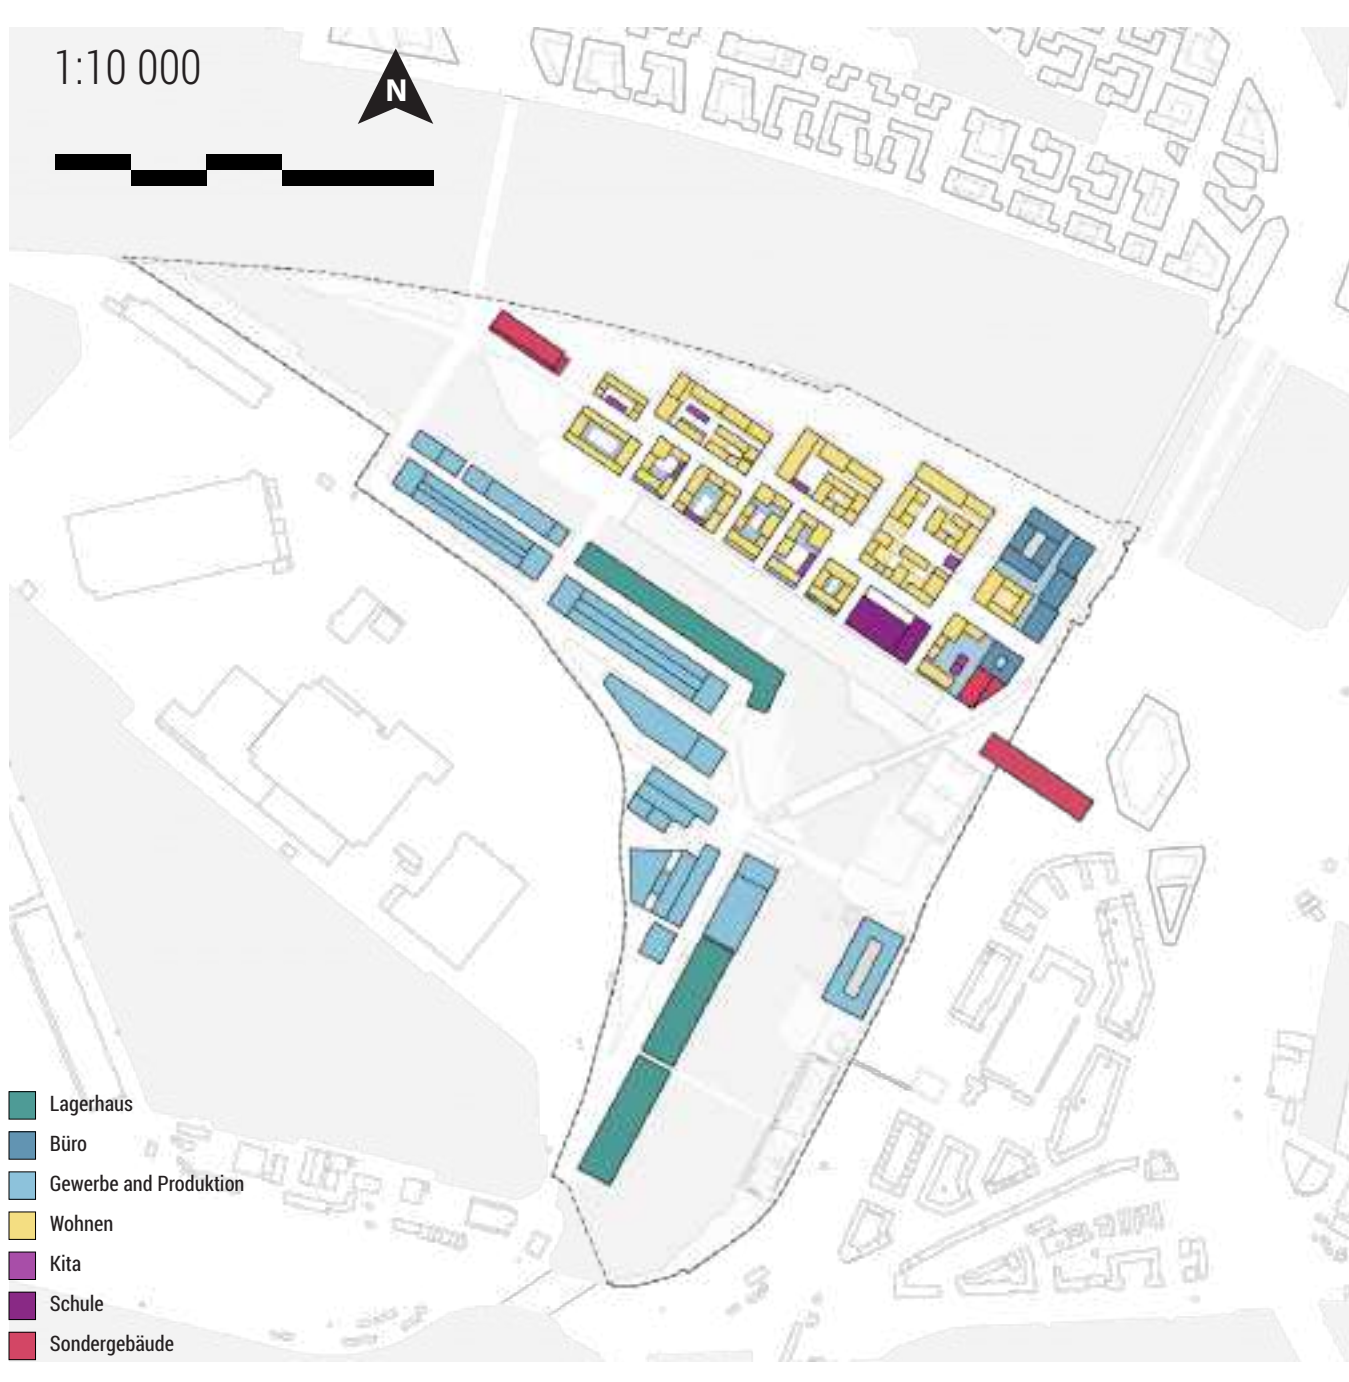 1:10 000
N
Lagerhaus
Büro
Gewerbe and Produktion
Wohnen
Kita
Schule
Sondergebäude